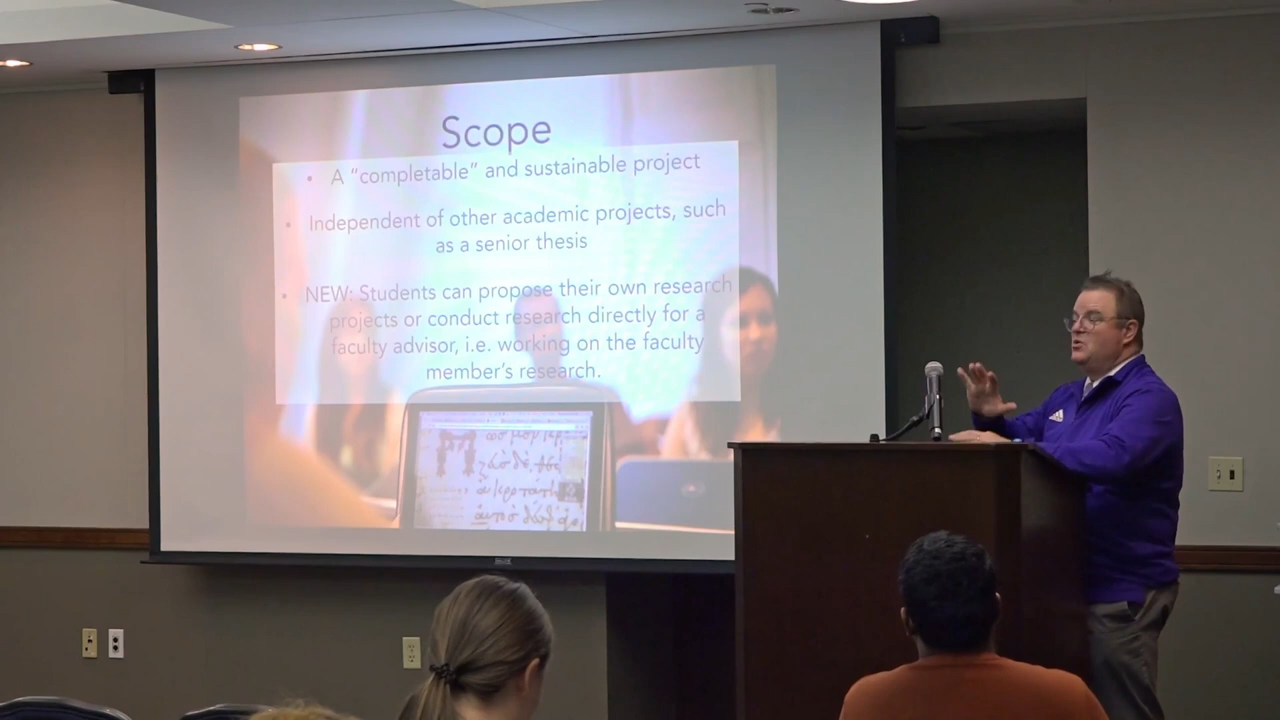 Scope
• A "completable" and sustainable project
• Independent of other academic projects, such
as a senior thesis
• NEW: Students can propose their own research
projects or conduct research directly for a
faculty advisor, i.e. working on the faculty
member's research.